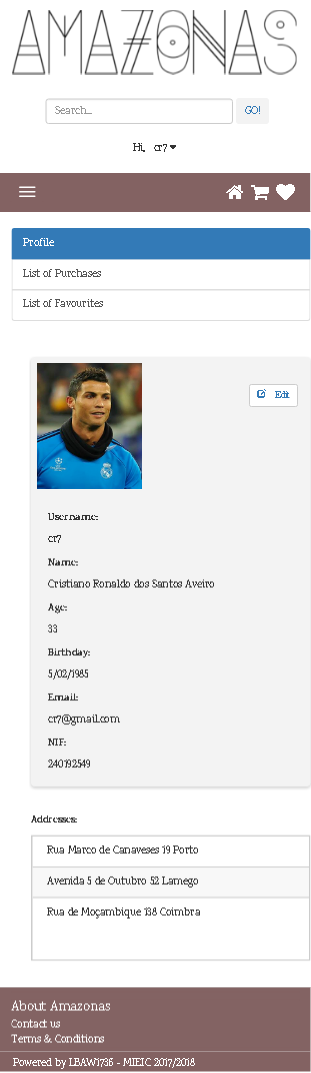 AMAZONAS
Search...
GO!
Hi, cr7
Profile
List of Purchases
List of Favourites
Edit
Username:
cr7
Name:
Cristiano Ronaldo dos Santos Aveiro
Age:
33
Birthday:
5/02/1985
Email:
cr7@gmail.com
NIF:
240192549
Addresses:
Rua Marco de Canaveses 19 Porto
Avenida 5 de Outubro 52 Lamego
Rua de Moçambique 138 Coimbra
About Amazonas
Contact us
Terms & Conditions
Powered by LBAW1736 - MIEIC 2017/2018